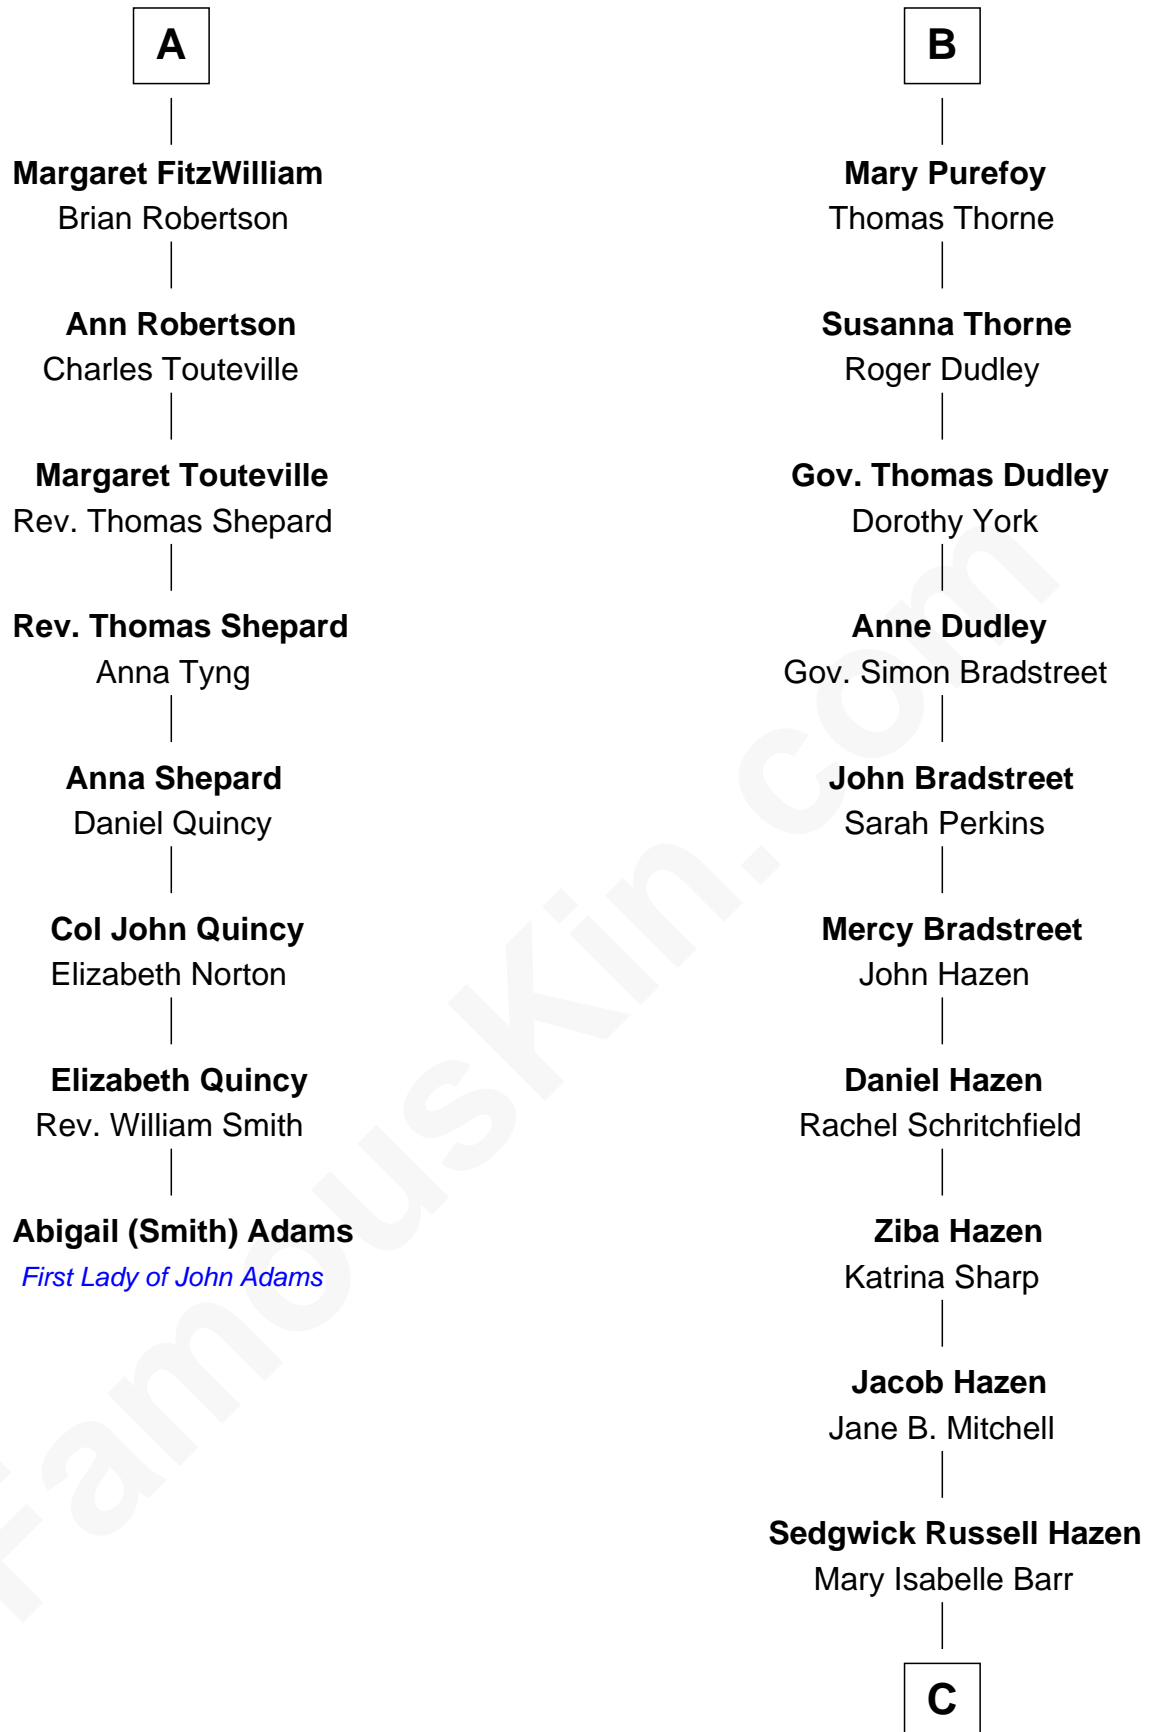 A
Margaret FitzWilliam
Brian Robertson
Ann Robertson
Charles Touteville
Margaret Touteville
Rev. Thomas Shepard
Rev. Thomas Shepard
Anna Tyng
Anna Shepard
Daniel Quincy
Col John Quincy
Elizabeth Norton
Elizabeth Quincy
Rev. William Smith
Abigail (Smith) Adams
First Lady of John Adams
B
Mary Purefoy
Thomas Thorne
Susanna Thorne
Roger Dudley
Gov. Thomas Dudley
Dorothy York
Anne Dudley
Gov. Simon Bradstreet
John Bradstreet
Sarah Perkins
Mercy Bradstreet
John Hazen
Daniel Hazen
Rachel Schritchfield
Ziba Hazen
Katrina Sharp
Jacob Hazen
Jane B. Mitchell
Sedgwick Russell Hazen
Mary Isabelle Barr
C
FamousKin.com